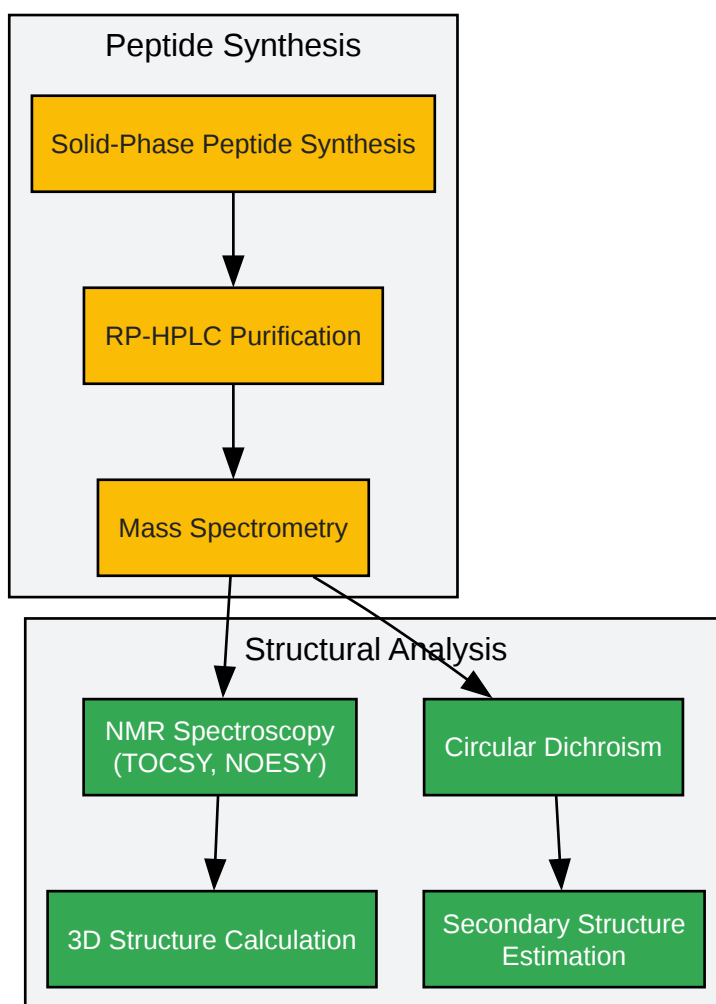 Peptide Synthesis
Solid-Phase Peptide Synthesis
RP-HPLC Purification
Mass Spectrometry
Structural Analysis
NMR Spectroscopy
(TOCSY, NOESY)
Circular Dichroism
3D Structure Calculation
Secondary Structure
Estimation